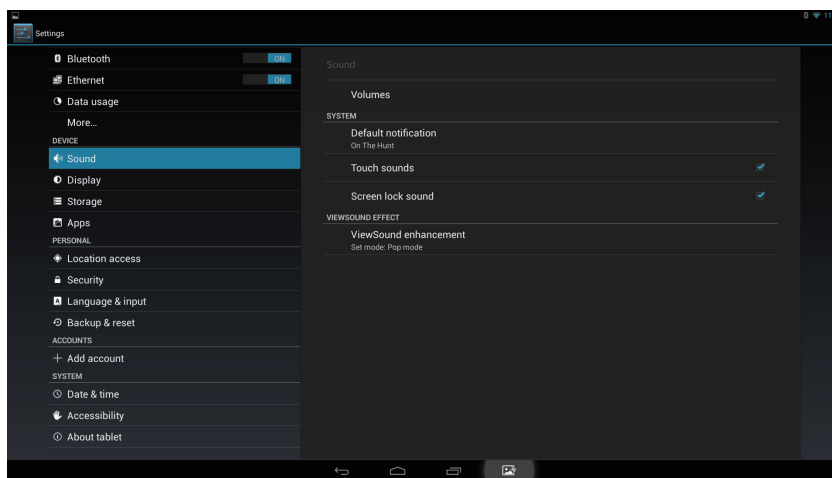 11
Settings
Bluetooth
ON
Ethernet
ON
Data usage
More...
DEVICE
Sound
Display
Storage
Apps
PERSONAL
Location access
Security
A Language & input
Backup & reset
ACCOUNTS
Add account
SYSTEM
Date & time
Accessibility
About tablet
Sound
Volumes
SYSTEM
Default notification
On The Hunt
Touch sounds
Screen lock sound
VIEWSOUND EFFECT
ViewSound enhancement
Set mode: Pop mode